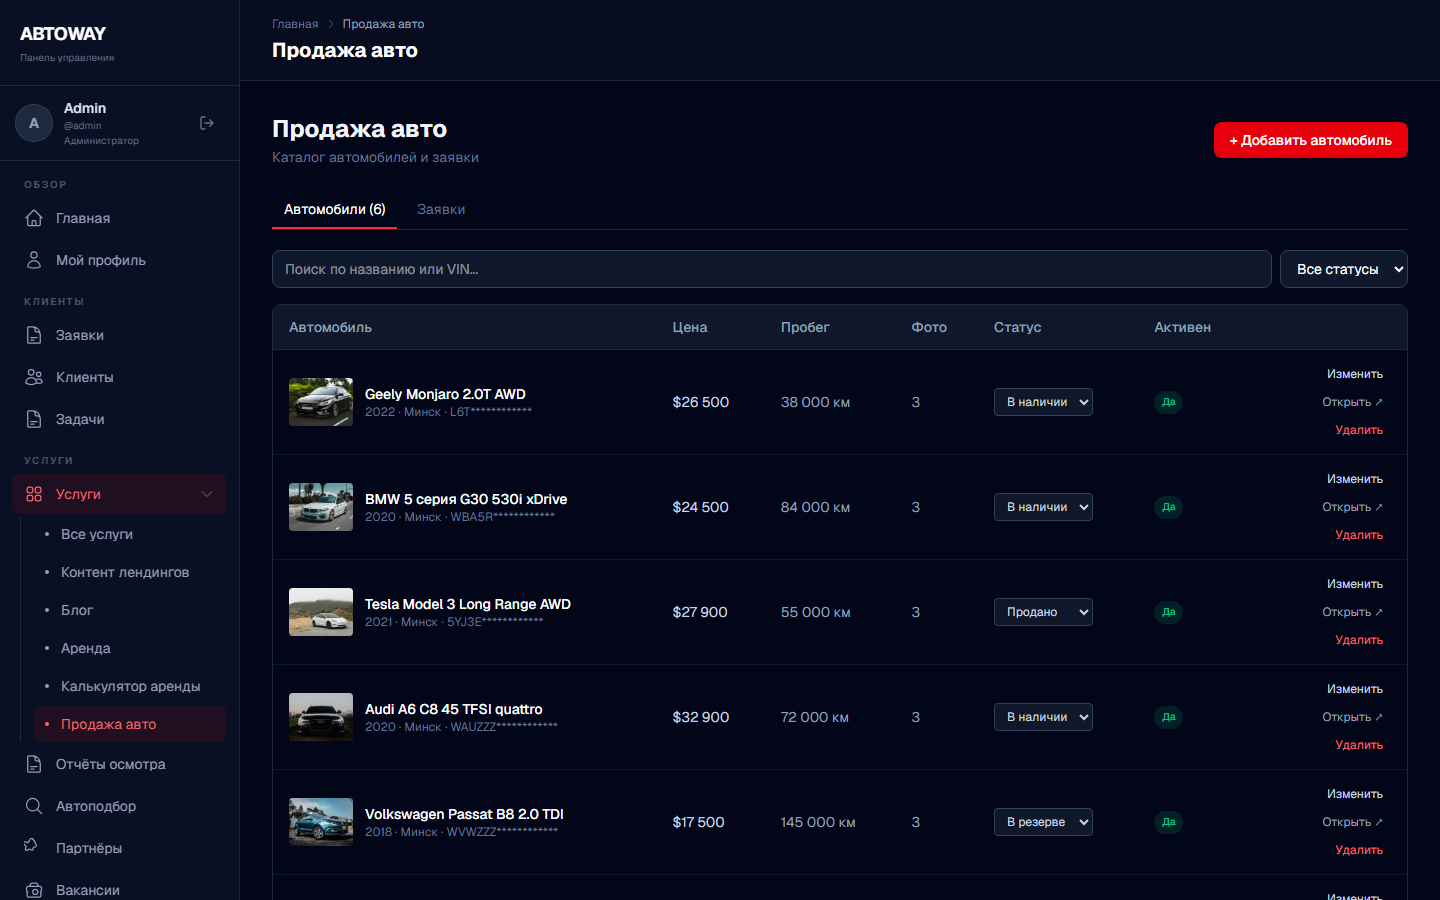 АВТОWAY
Панель управления
A
Admin
@admin
Администратор
ОБЗОР
Главная
Мой профиль
КЛИЕНТЫ
Заявки
Клиенты
Задачи
УСЛУГИ
Услуги
• Все услуги
• Контент лендингов
• Блог
• Аренда
• Калькулятор аренды
• Продажа авто
Отчёты осмотра
Автоподбор
Партнёры
Вакансии
Главная > Продажа авто
Продажа авто
Продажа авто
Каталог автомобилей и заявки
+ Добавить автомобиль
Автомобили (6) Заявки
Поиск по названию или VIN... Все статусы
Автомобиль Цена Пробег Фото Статус Активен
Geely Monjaro 2.0T AWD
2022 · Минск · L6T************* 
$26 500 38 000 км 3 В наличии Да
Изменить
Открыть ↗
Удалить
BMW 5 серия G30 530i xDrive
2020 · Минск · WBA5R************
$24 500 84 000 км 3 В наличии Да
Изменить
Открыть ↗
Удалить
Tesla Model 3 Long Range AWD
2021 · Минск · 5YJ3E************
$27 900 55 000 км 3 Продано Да
Изменить
Открыть ↗
Удалить
Audi A6 C8 45 TFSI quattro
2020 · Минск · WAUZZZ************
$32 900 72 000 км 3 В наличии Да
Изменить
Открыть ↗
Удалить
Volkswagen Passat B8 2.0 TDI
2018 · Минск · WVWZZZ************
$17 500 145 000 км 3 В резерве Да
Изменить
Открыть ↗
Удалить
Изменить